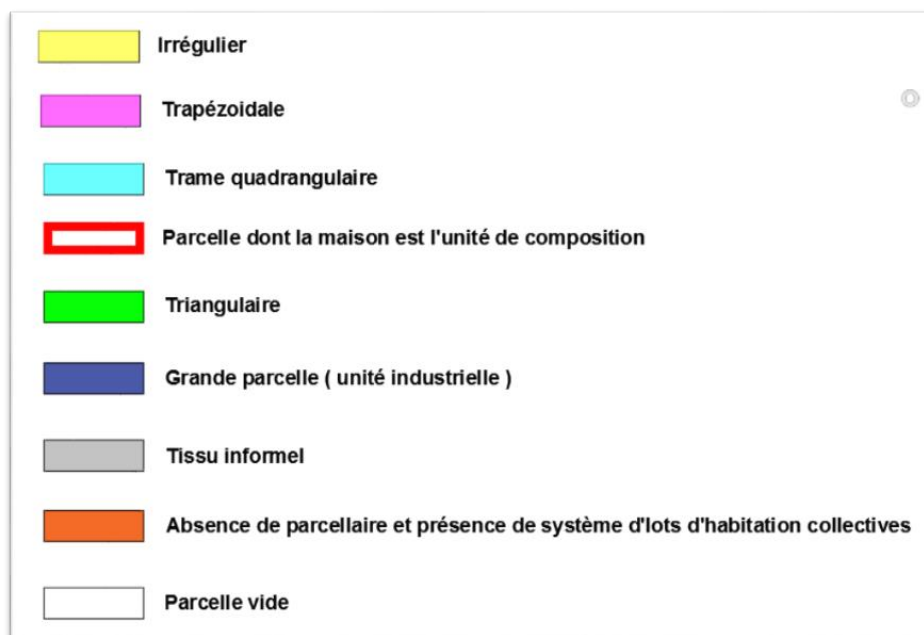 Irrégulier
Trapézoidale
Trame quadrangulaire
Parcelle dont la maison est l'unité de composition
Triangulaire
Grande parcelle ( unité industrielle )
Tissu informel
Absence de parcellaire et présence de système d'lots d'habitation collectives
Parcelle vide